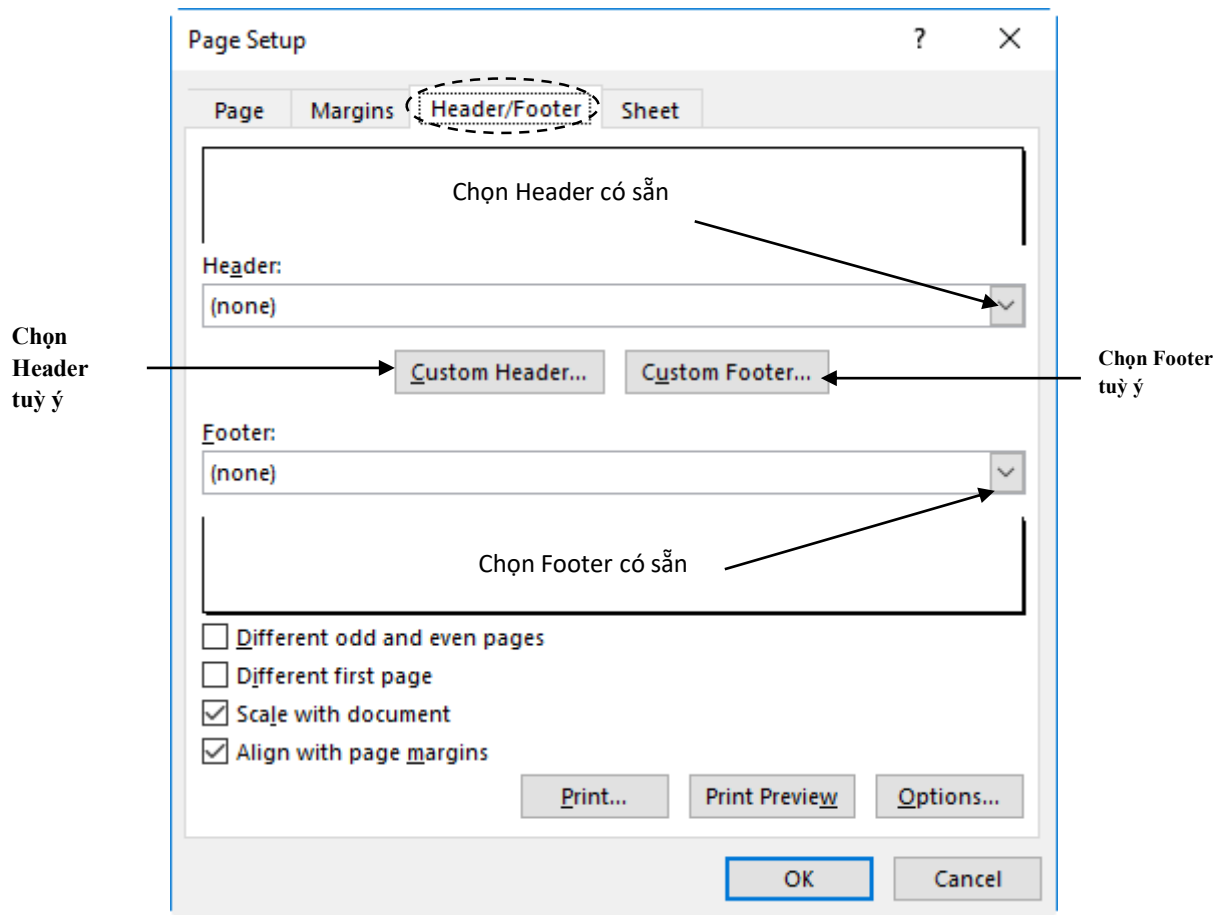 Page Setup ? ×
Page Margins Header/Footer Sheet
Chọn Header có sẵn
Header:
(none)
Chọn
Header
tuỳ ý
Custom Header... Custom Footer...
Chọn Footer
tuỳ ý
Footer:
(none)
Chọn Footer có sẵn
Different odd and even pages
Different first page
Scale with document
Align with page margins
Print... Print Preview Options...
OK Cancel